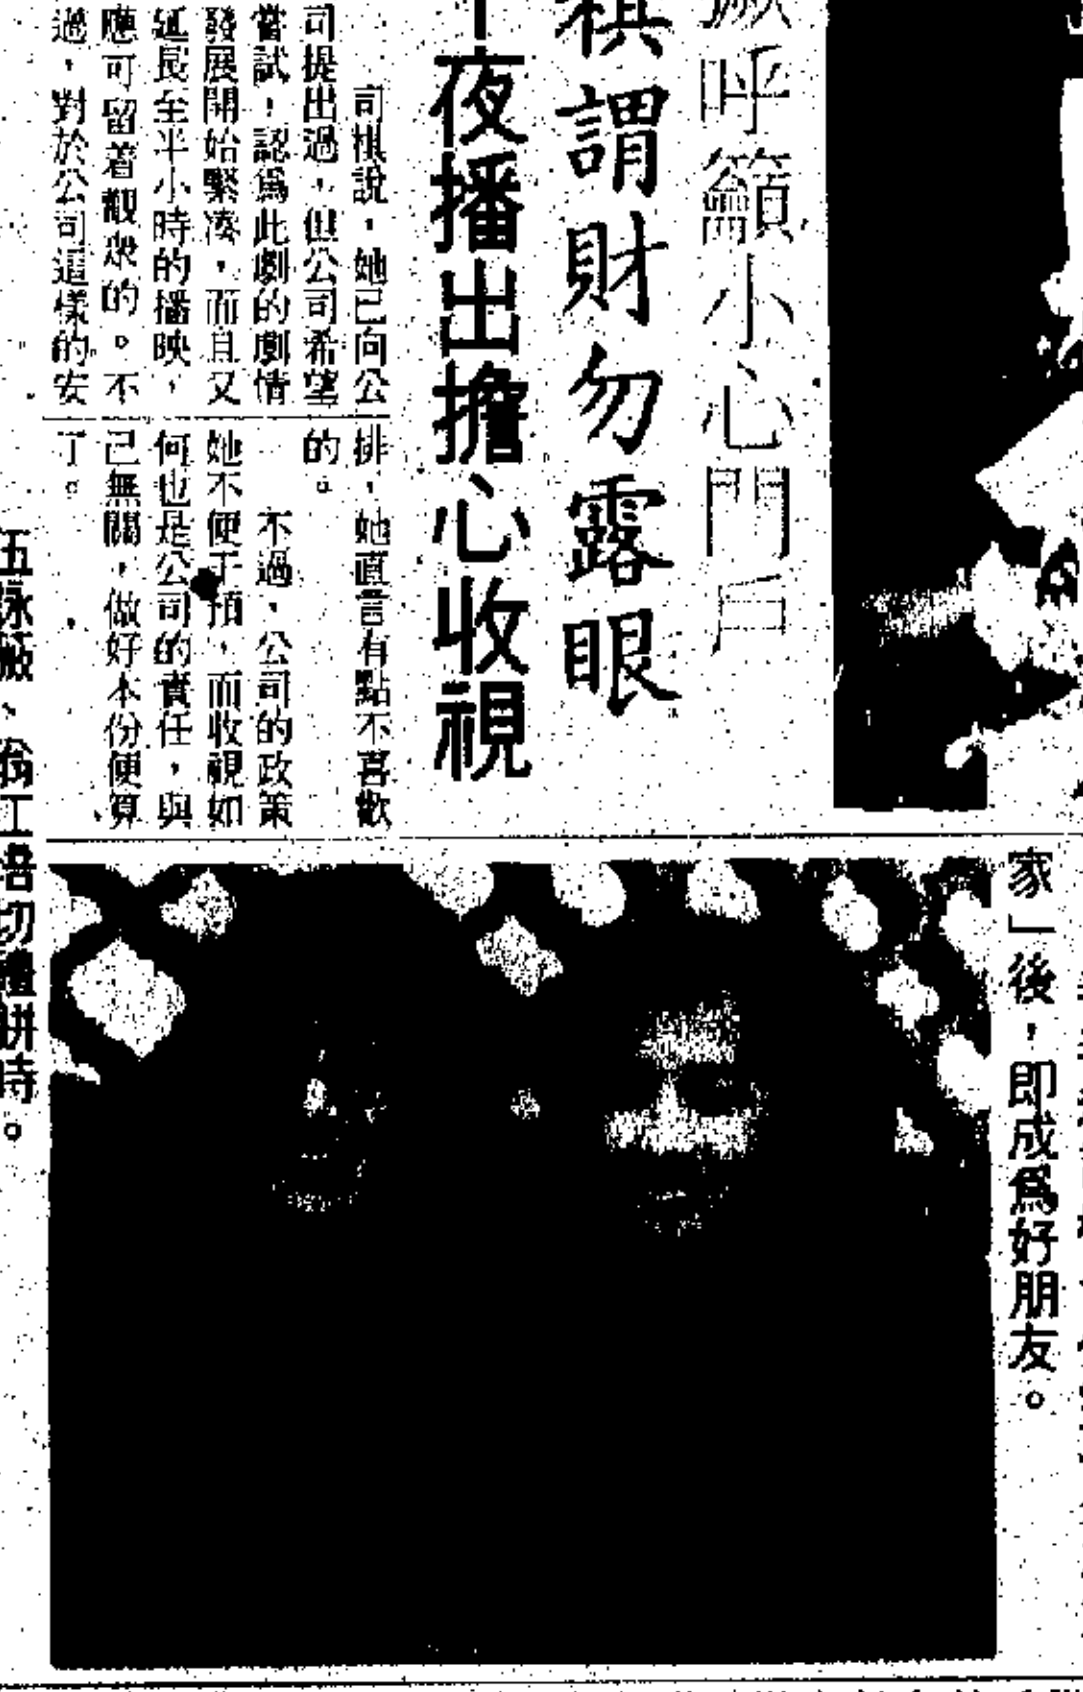 呼籲小心門戶
棋謂財勿露眼
夜播出擔心收視
司棋說，她已向公
司提出過，但公司希望
嘗試，認爲此劇的劇情
發展開始緊凑，而且又
延長至半小時的播映，
應可留着觀衆的。不
過，對於公司這樣的安
排，她直言有點不喜歡
的。
不過，公司的政策
她不便干預，而收視如
何也是公司的責任，與
己無關，做好本份便算
了。
家」後，即成爲好朋友。
切 餅時。